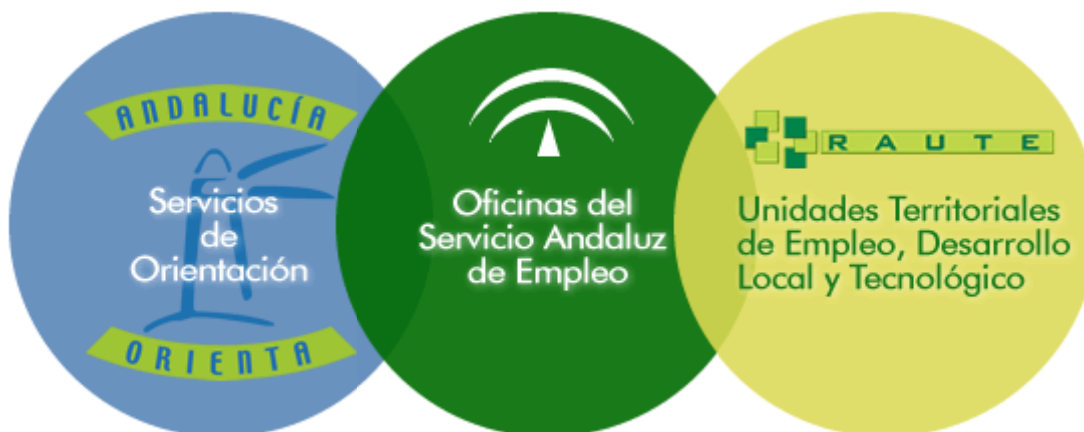 ANDALUCÍA
Servicios
de
Orientación
ORIENTA
Oficinas del
Servicio Andaluz
de Empleo
RAUTE
Unidades Territoriales
de Empleo, Desarrollo
Local y Tecnológico